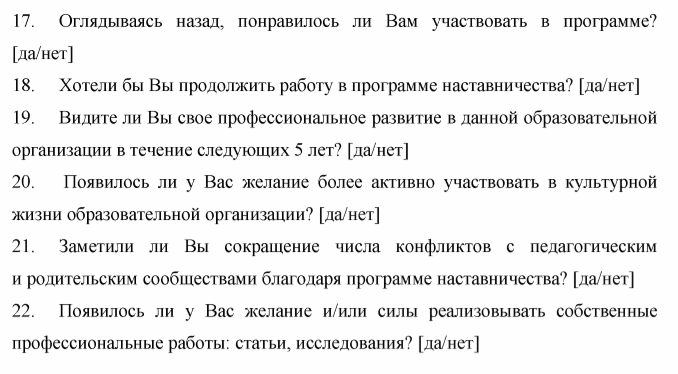 17. Оглядываясь назад, понравилось ли Вам участвовать в программе?
[да/нет]
18. Хотели бы Вы продолжить работу в программе наставничества? [да/нет]
19. Видите ли Вы свое профессиональное развитие в данной образовательной
организации в течение следующих 5 лет? [да/нет]
20. Появилось ли у Вас желание более активно участвовать в культурной
жизни образовательной организации? [да/нет]
21. Заметили ли Вы сокращение числа конфликтов с педагогическим
и родительским сообществами благодаря программе наставничества? [да/нет]
22. Появилось ли у Вас желание и/или силы реализовывать собственные
профессиональные работы: статьи, исследования? [да/нет]